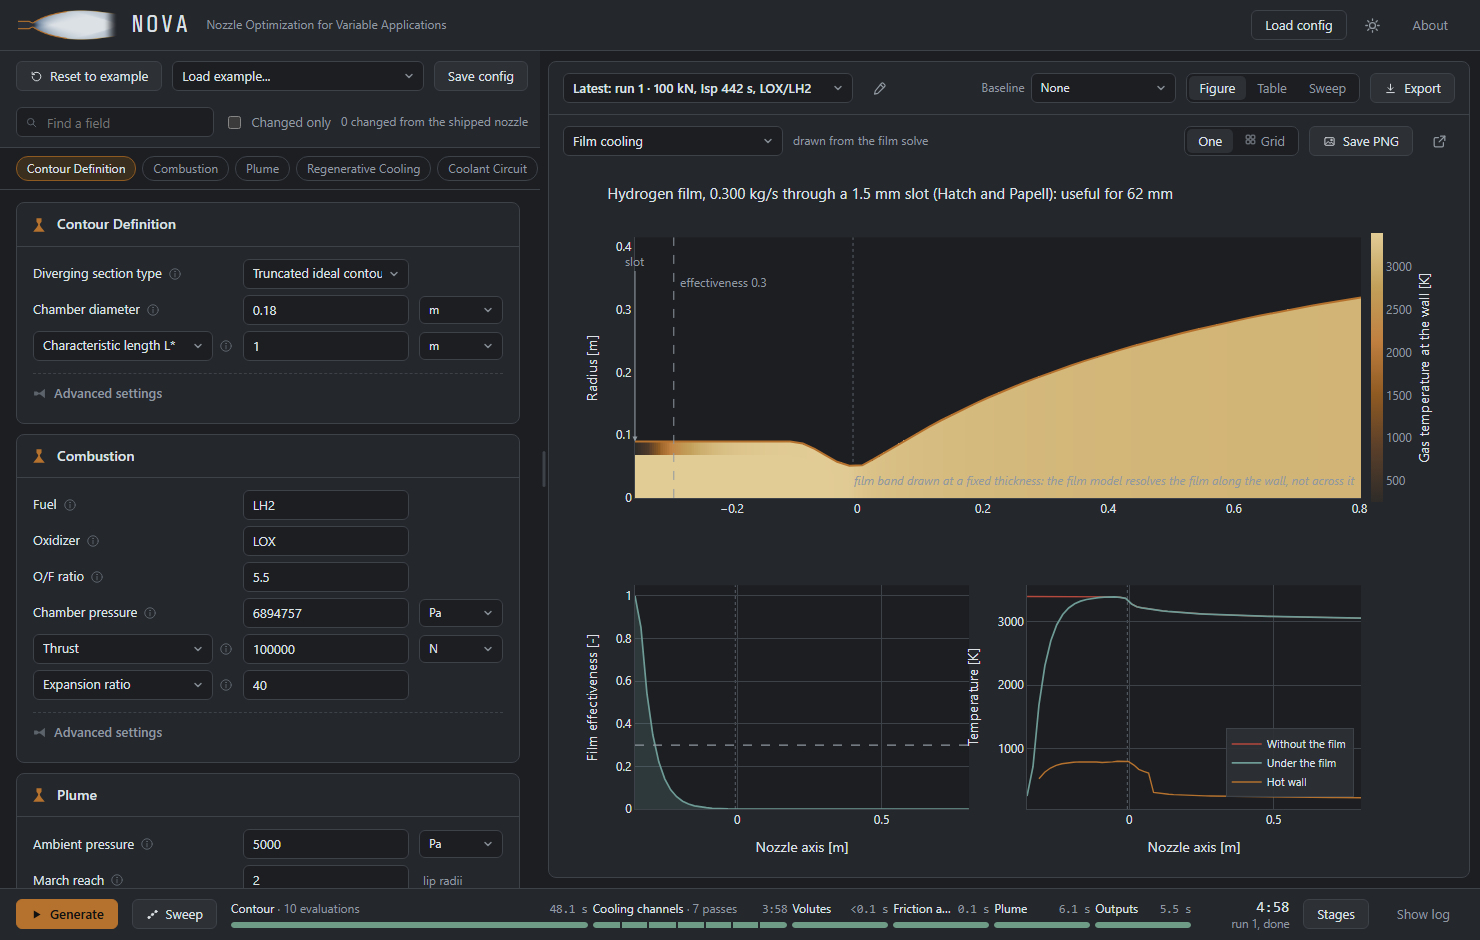 NOVA
Nozzle Optimization for Variable Applications
Load config
About
Reset to example
Load example...
Save config
Find a field
Changed only
0 changed from the shipped nozzle
Contour Definition
Combustion
Plume
Regenerative Cooling
Coolant Circuit
Contour Definition
Diverging section type
Truncated ideal contou
Chamber diameter
0.18
m
Characteristic length L*
1
m
Advanced settings
Combustion
Fuel
LH2
Oxidizer
LOX
O/F ratio
5.5
Chamber pressure
6894757
Pa
Thrust
100000
N
Expansion ratio
40
Advanced settings
Plume
Ambient pressure
5000
Pa
March reach
2
lip radii
Latest: run 1 · 100 kN, Isp 442 s, LOX/LH2
Baseline
None
Figure
Table
Sweep
Export
Film cooling
drawn from the film solve
One
Grid
Save PNG
Hydrogen film, 0.300 kg/s through a 1.5 mm slot (Hatch and Papell): useful for 62 mm
0.4
slot
effectiveness 0.3
0.3
0.2
0.1
0
Radius [m]
film band drawn at a fixed thickness: the film model resolves the film along the wall, not across it
−0.2
0
0.2
0.4
0.6
0.8
3000
2500
2000
1500
1000
500
Gas temperature at the wall [K]
1
0.8
0.6
0.4
0.2
0
Film effectiveness [-]
0
0.5
Nozzle axis [m]
3000
2000
1000
Temperature [K]
Without the film
Under the film
Hot wall
0
0.5
Nozzle axis [m]
Generate
Sweep
Contour · 10 evaluations
48.1 s
Cooling channels · 7 passes
3:58
Volutes
<0.1 s
Friction a...
0.1 s
Plume
6.1 s
Outputs
5.5 s
4:58
run 1, done
Stages
Show log